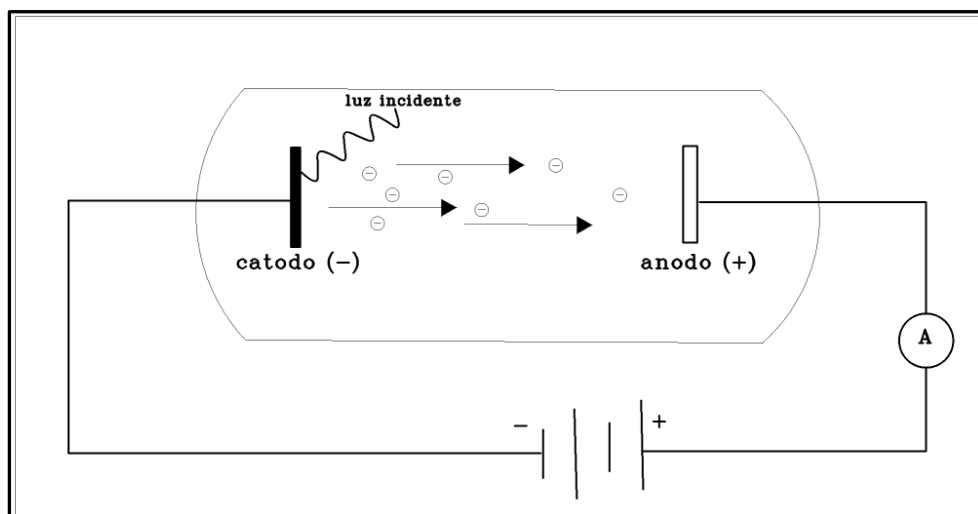 luz incidente
catodo (−)
anodo (+)
A
− +